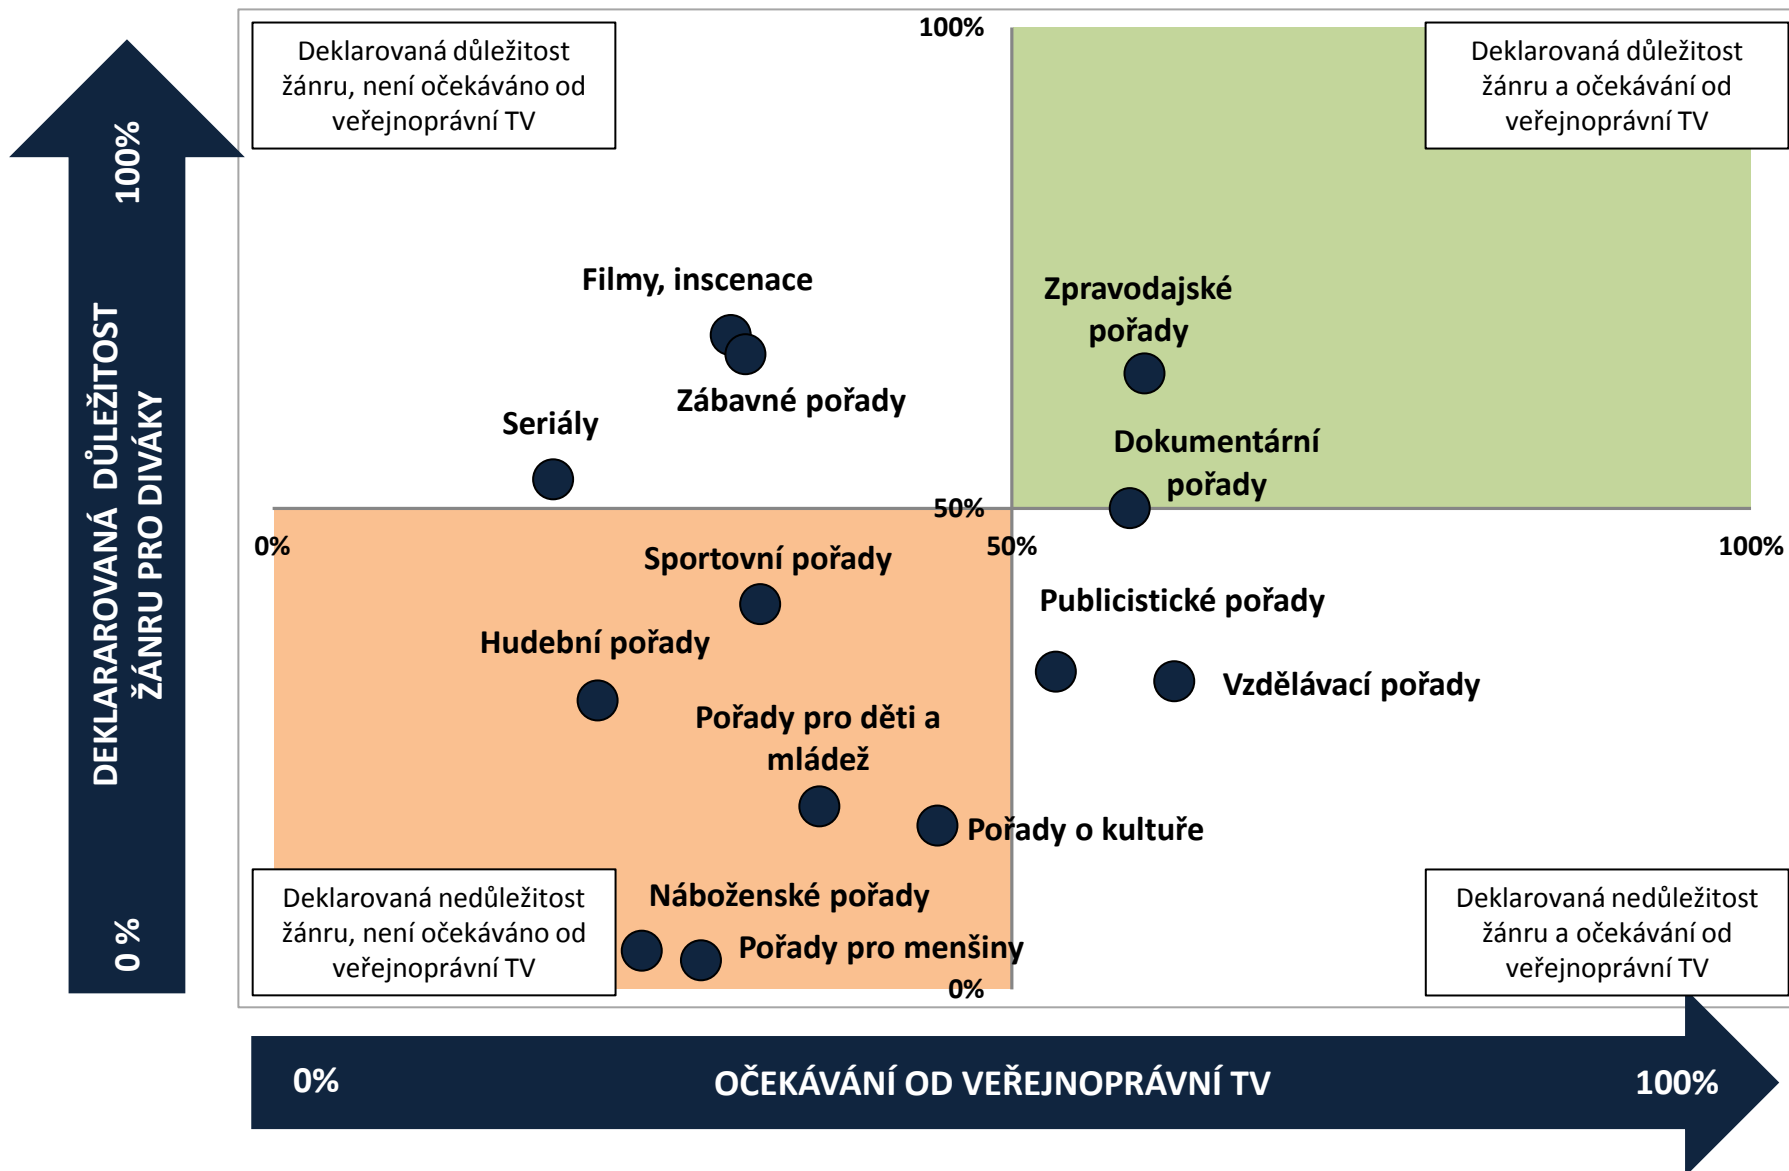 Deklarovaná důležitost
žánru, není očekáváno od
veřejnoprávní TV
100%
Deklarovaná důležitost
žánru a očekávání od
veřejnoprávní TV
100%
DEKLARAROVANÁ DŮLEŽITOST
ŽÁNRU PRO DIVÁKY
0 %
Filmy, inscenace
Zpravodajské
pořady
Zábavné pořady
Seriály
Dokumentární
pořady
50%
0%
50%
100%
Sportovní pořady
Publicistické pořady
Hudební pořady
Vzdělávací pořady
Pořady pro děti a
mládež
Pořady o kultuře
Deklarovaná nedůležitost
žánru, není očekáváno od
veřejnoprávní TV
Náboženské pořady
Pořady pro menšiny
0%
Deklarovaná nedůležitost
žánru a očekávání od
veřejnoprávní TV
0%
OČEKÁVÁNÍ OD VEŘEJNOPRÁVNÍ TV
100%